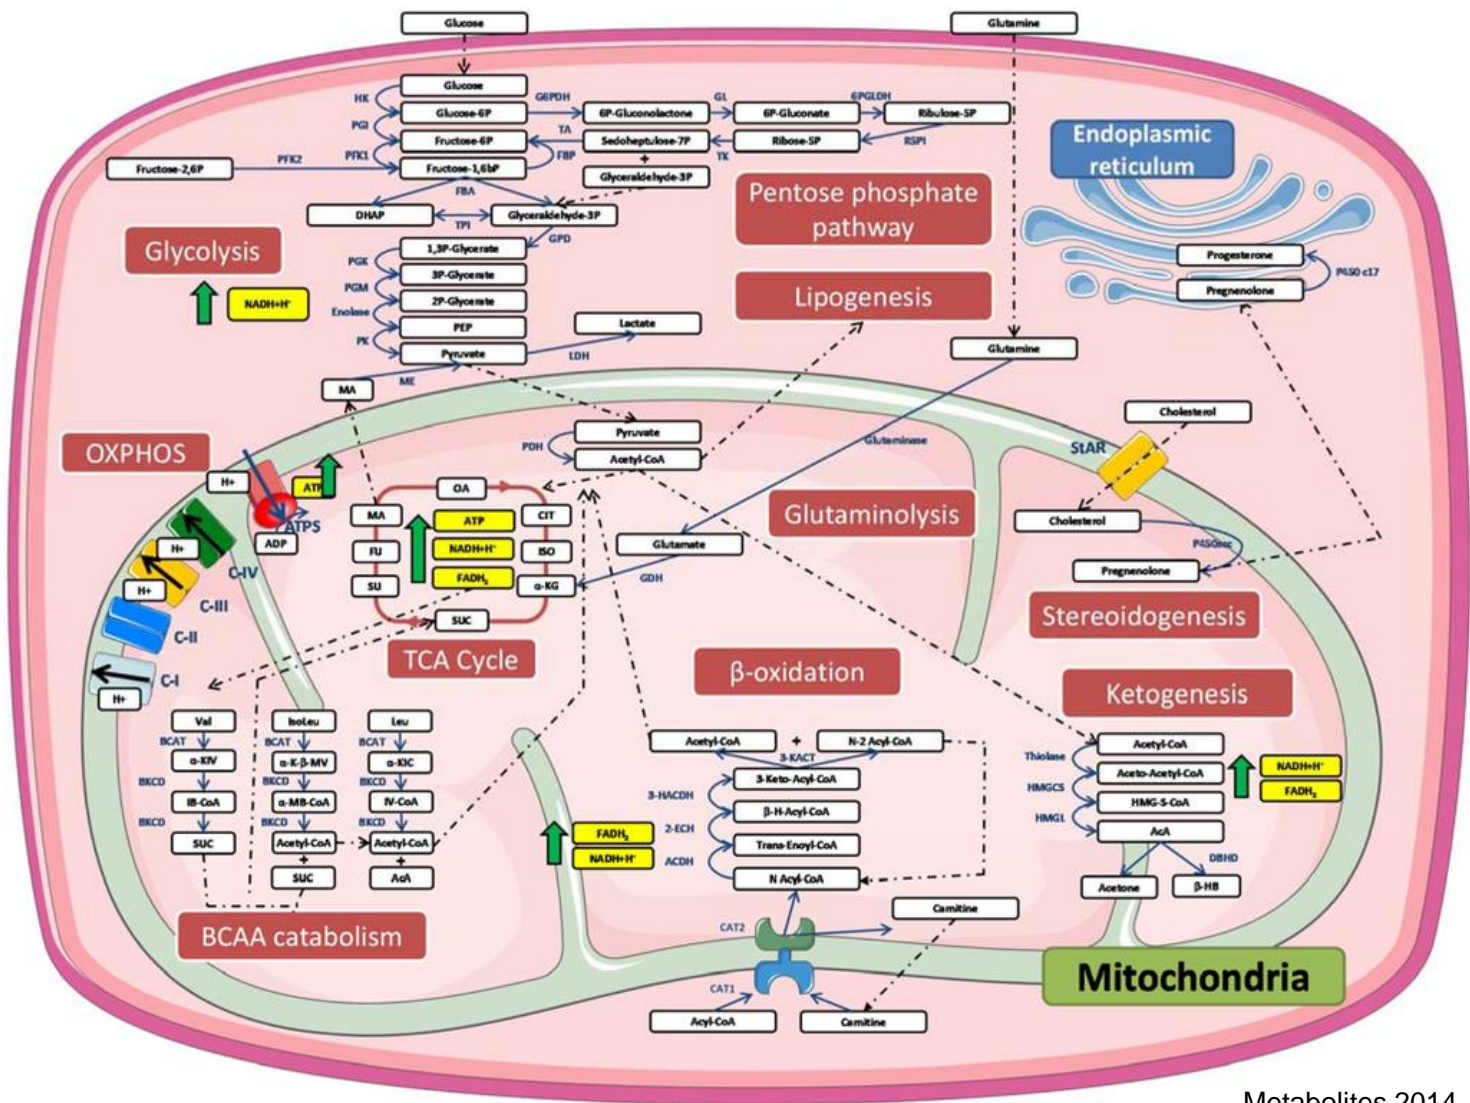 Glucose
Glutamine
Glucose
HK
Glucose-6P
G6PDH
6P-Gluconolactone
GL
6P-Gluconate
6PGLDH
Ribulose-5P
PGI
Fructose-6P
TA
Sedoheptulose-7P
TK
Ribose-5P
RSPI
+
Glyceraldehyde-3P
Fructose-2,6P
PFK2
PFK1
Fructose-1,6bP
FBP
FBA
DHAP
TPI
Glyceraldehyde-3P
GPD
Endoplasmic
reticulum
Pentose phosphate
pathway
Glycolysis
NADH+H⁺
PGK
1,3P-Glycerate
3P-Glycerate
PGM
2P-Glycerate
Enolase
PEP
PK
Pyruvate
LDH
Lactate
Lipogenesis
Progesterone
P450 c17
Pregnenolone
Glutamine
MA
ME
Pyruvate
PDH
Acetyl-CoA
Glutaminase
Cholesterol
StAR
OXPHOS
H+
ATP
ATPS
ADP
H+
C-IV
H+
C-III
C-II
C-I
H+
OA
MA
CIT
FU
ISO
SU
α-KG
SUC
ATP
NADH+H⁺
FADH₂
TCA Cycle
Glutaminolysis
Glutamate
GDH
Cholesterol
P450scc
Pregnenolone
Stereoidogenesis
β-oxidation
Ketogenesis
Val
IsoLeu
Leu
BCAT
BCAT
BCAT
α-KIV
α-K-β-MV
α-KIC
BKCD
BKCD
BKCD
IB-CoA
α-MB-CoA
IV-CoA
BKCD
BKCD
BKCD
SUC
Acetyl-CoA
Acetyl-CoA
+
+
SUC
AcA
BCAA catabolism
FADH₂
NADH+H⁺
Acetyl-CoA
+
N-2 Acyl-CoA
3-KACT
3-Keto-Acyl-CoA
3-HACDH
β-H-Acyl-CoA
2-ECH
Trans-Enoyl-CoA
ACDH
N Acyl-CoA
CAT2
Carnitine
CAT1
Acyl-CoA
Carnitine
Acetyl-CoA
Thiolase
Aceto-Acetyl-CoA
HMGCS
HMG-S-CoA
HMGL
AcA
NADH+H⁺
FADH₂
DBHD
Acetone
β-HB
Mitochondria
Metabolites 2014